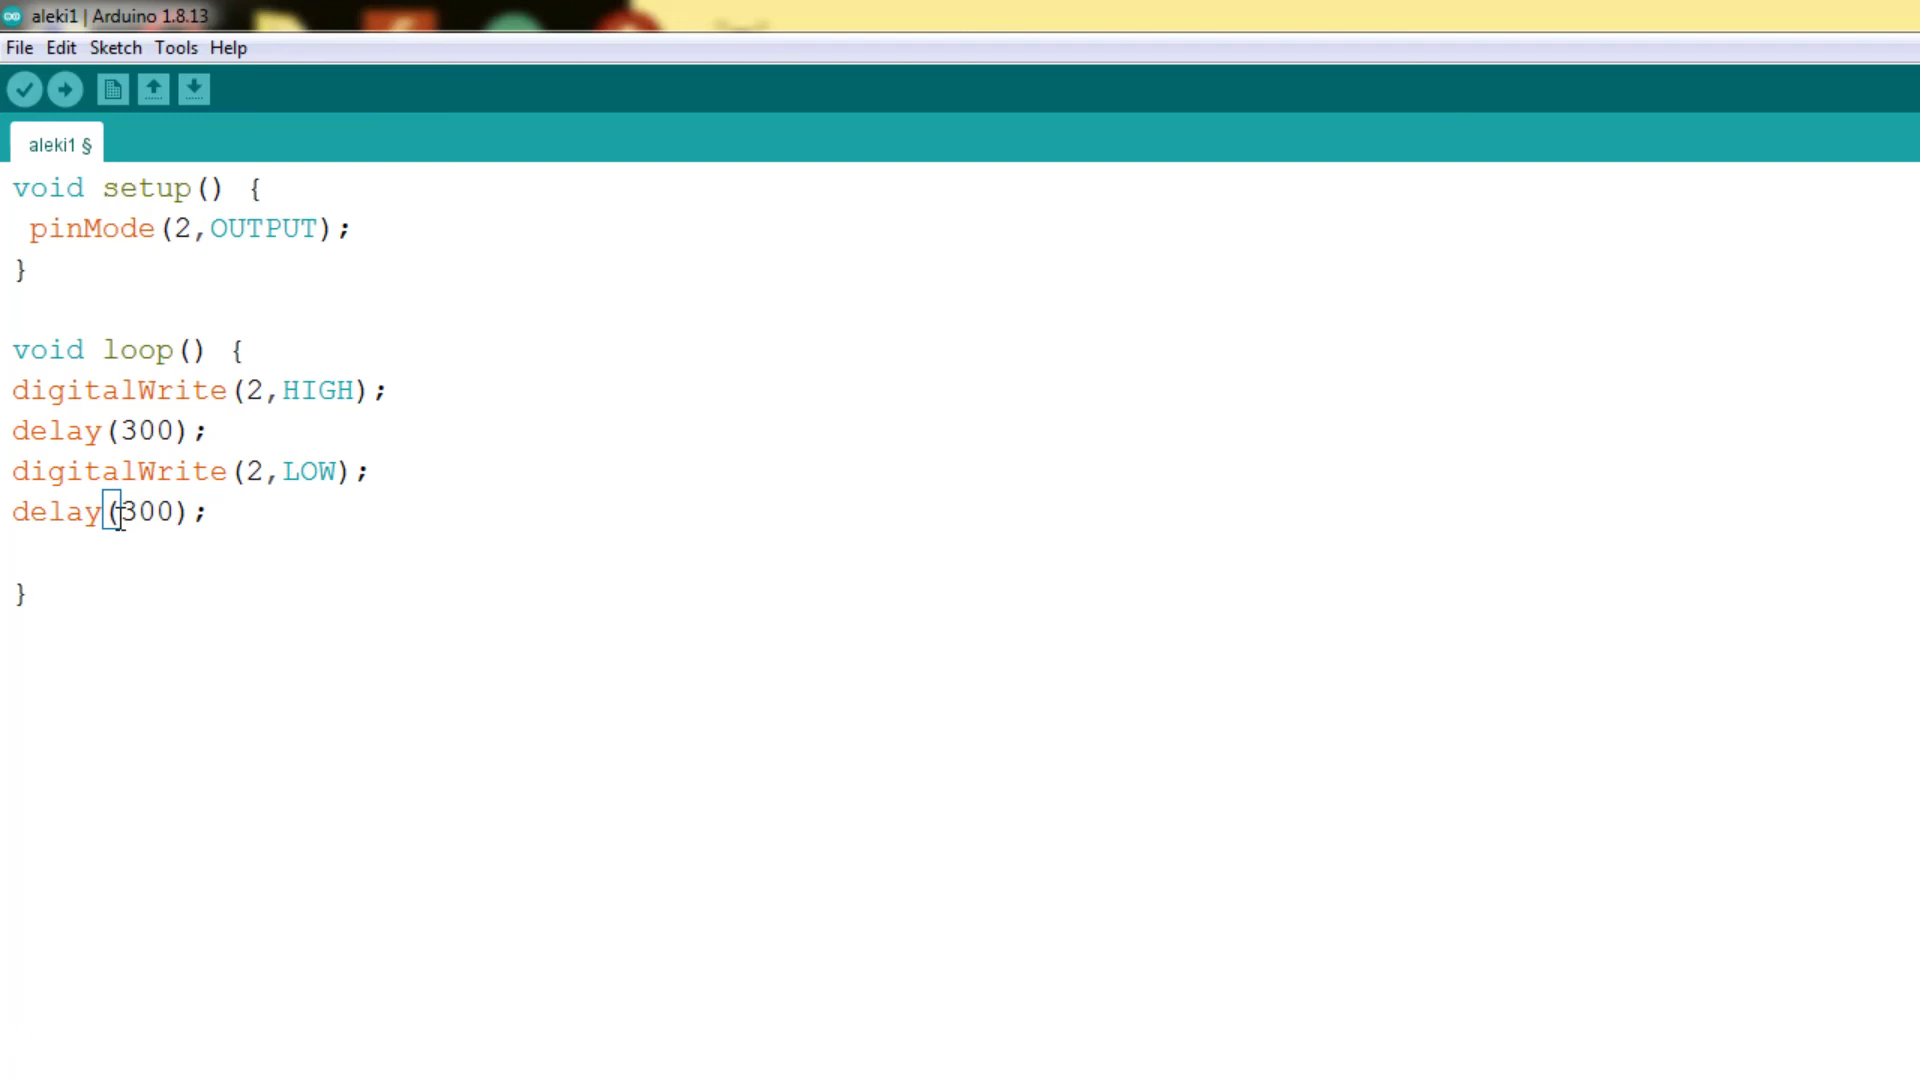 aleki1 | Arduino 1.8.13
File Edit Sketch Tools Help
aleki1 §
void setup() {
pinMode(2,OUTPUT);
}
void loop() {
digitalWrite(2,HIGH);
delay(300);
digitalWrite(2,LOW);
delay(300);
}